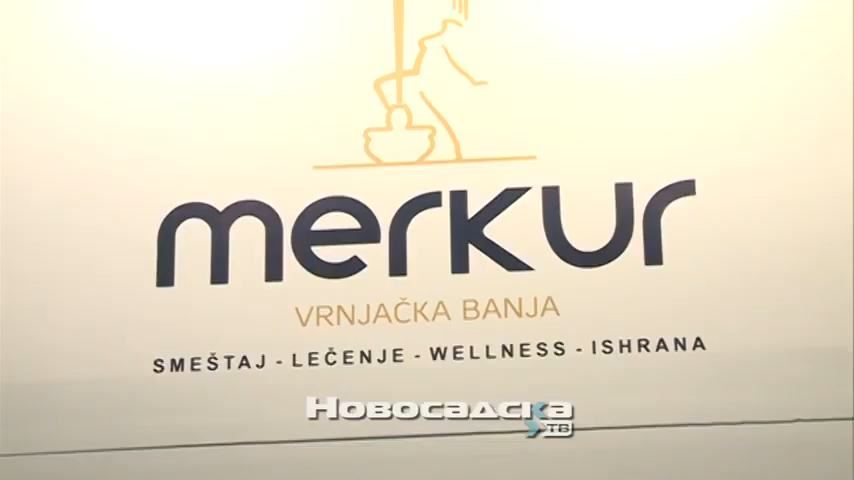 merkur
VRNJAČKA BANJA
SMEŠTAJ - LEČENJE - WELLNESS - ISHRANA
Новосадска
ТВ